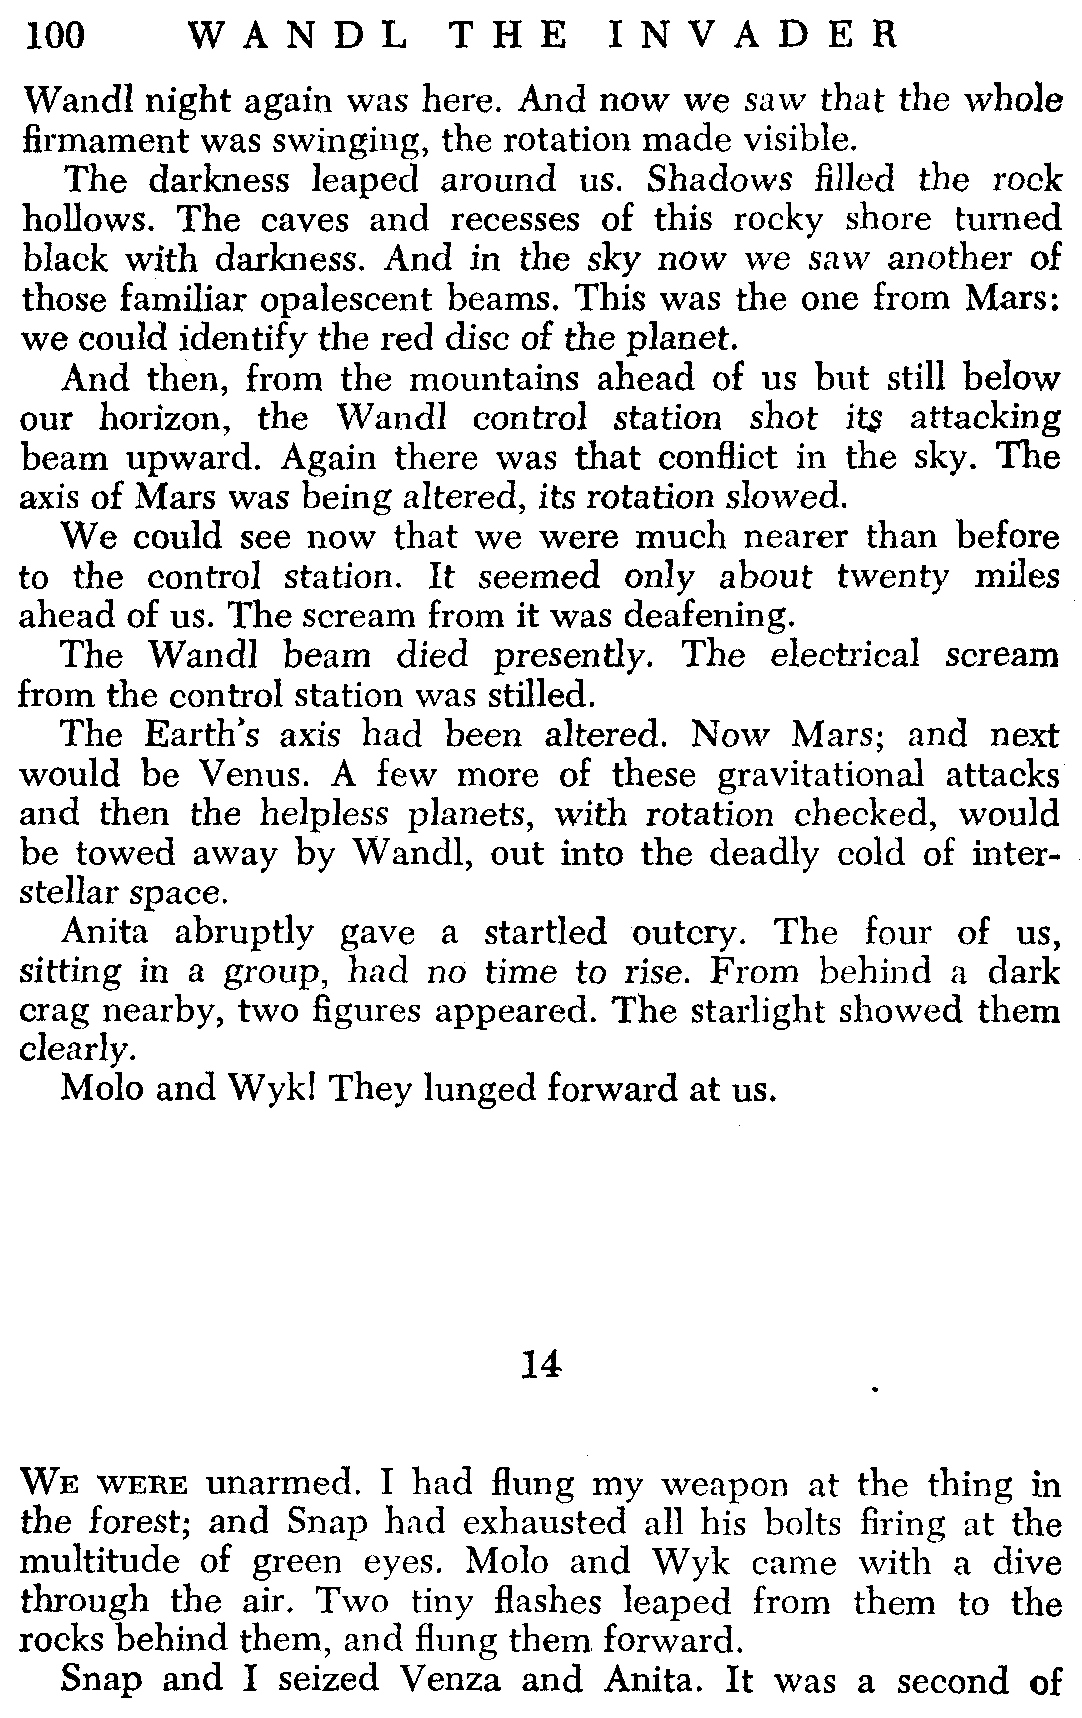 100 WANDL THE INVADER
Wandl night again was here. And now we saw that the whole
firmament was swinging, the rotation made visible.
The darkness leaped around us. Shadows filled the rock
hollows. The caves and recesses of this rocky shore turned
black with darkness. And in the sky now we saw another of
those familiar opalescent beams. This was the one from Mars:
we could identify the red disc of the planet.
And then, from the mountains ahead of us but still below
our horizon, the Wandl control station shot its attacking
beam upward. Again there was that conflict in the sky. The
axis of Mars was being altered, its rotation slowed.
We could see now that we were much nearer than before
to the control station. It seemed only about twenty miles
ahead of us. The scream from it was deafening.
The Wandl beam died presently. The electrical scream
from the control station was stilled.
The Earth's axis had been altered. Now Mars; and next
would be Venus. A few more of these gravitational attacks
and then the helpless planets, with rotation checked, would
be towed away by Wandl, out into the deadly cold of inter-
stellar space.
Anita abruptly gave a startled outcry. The four of us,
sitting in a group, had no time to rise. From behind a dark
crag nearby, two figures appeared. The starlight showed them
clearly.
Molo and Wyk! They lunged forward at us.
14
WE WERE unarmed. I had flung my weapon at the thing in
the forest; and Snap had exhausted all his bolts firing at the
multitude of green eyes. Molo and Wyk came with a dive
through the air. Two tiny flashes leaped from them to the
rocks behind them, and flung them forward.
Snap and I seized Venza and Anita. It was a second of